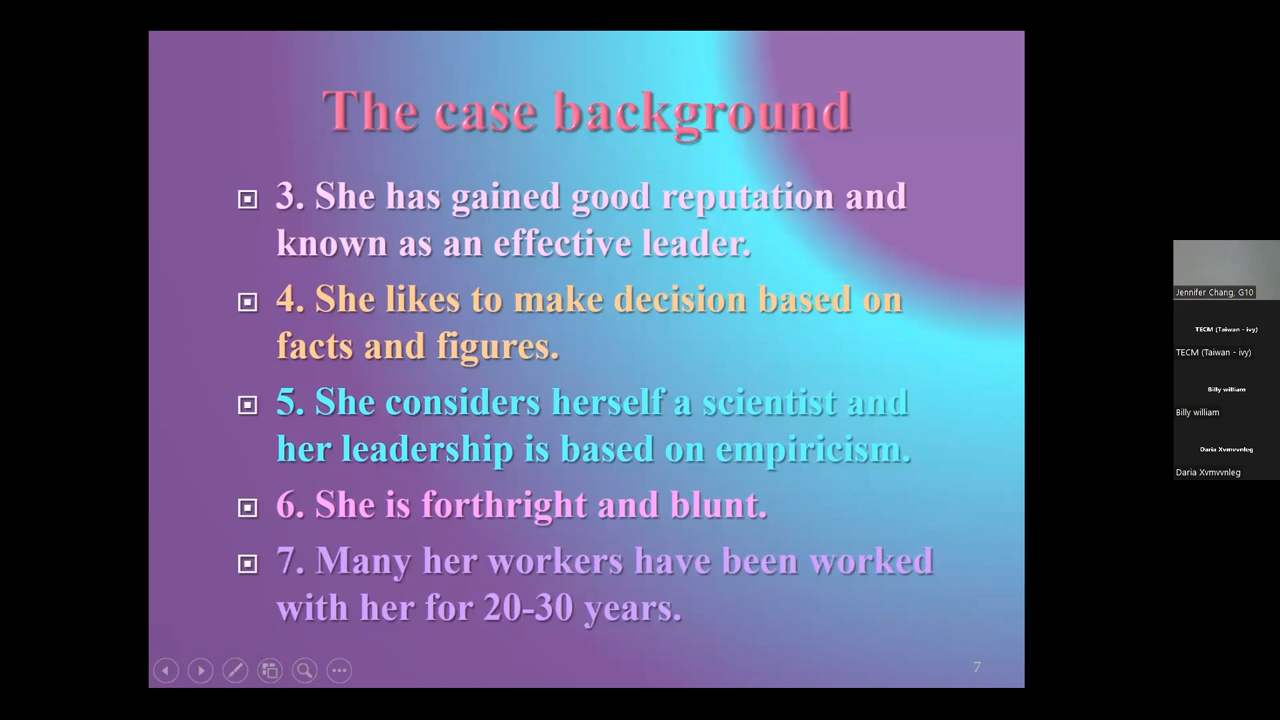 The case background
3. She has gained good reputation and
known as an effective leader.
4. She likes to make decision based on
facts and figures.
5. She considers herself a scientist and
her leadership is based on empiricism.
6. She is forthright and blunt.
7. Many her workers have been worked
with her for 20-30 years.
7
Jennifer Chang, G10
TECM (Taiwan - ivy)
TECM (Taiwan - ivy)
Billy william
Billy william
Daria Xvmvvnleg
Daria Xvmvvnleg